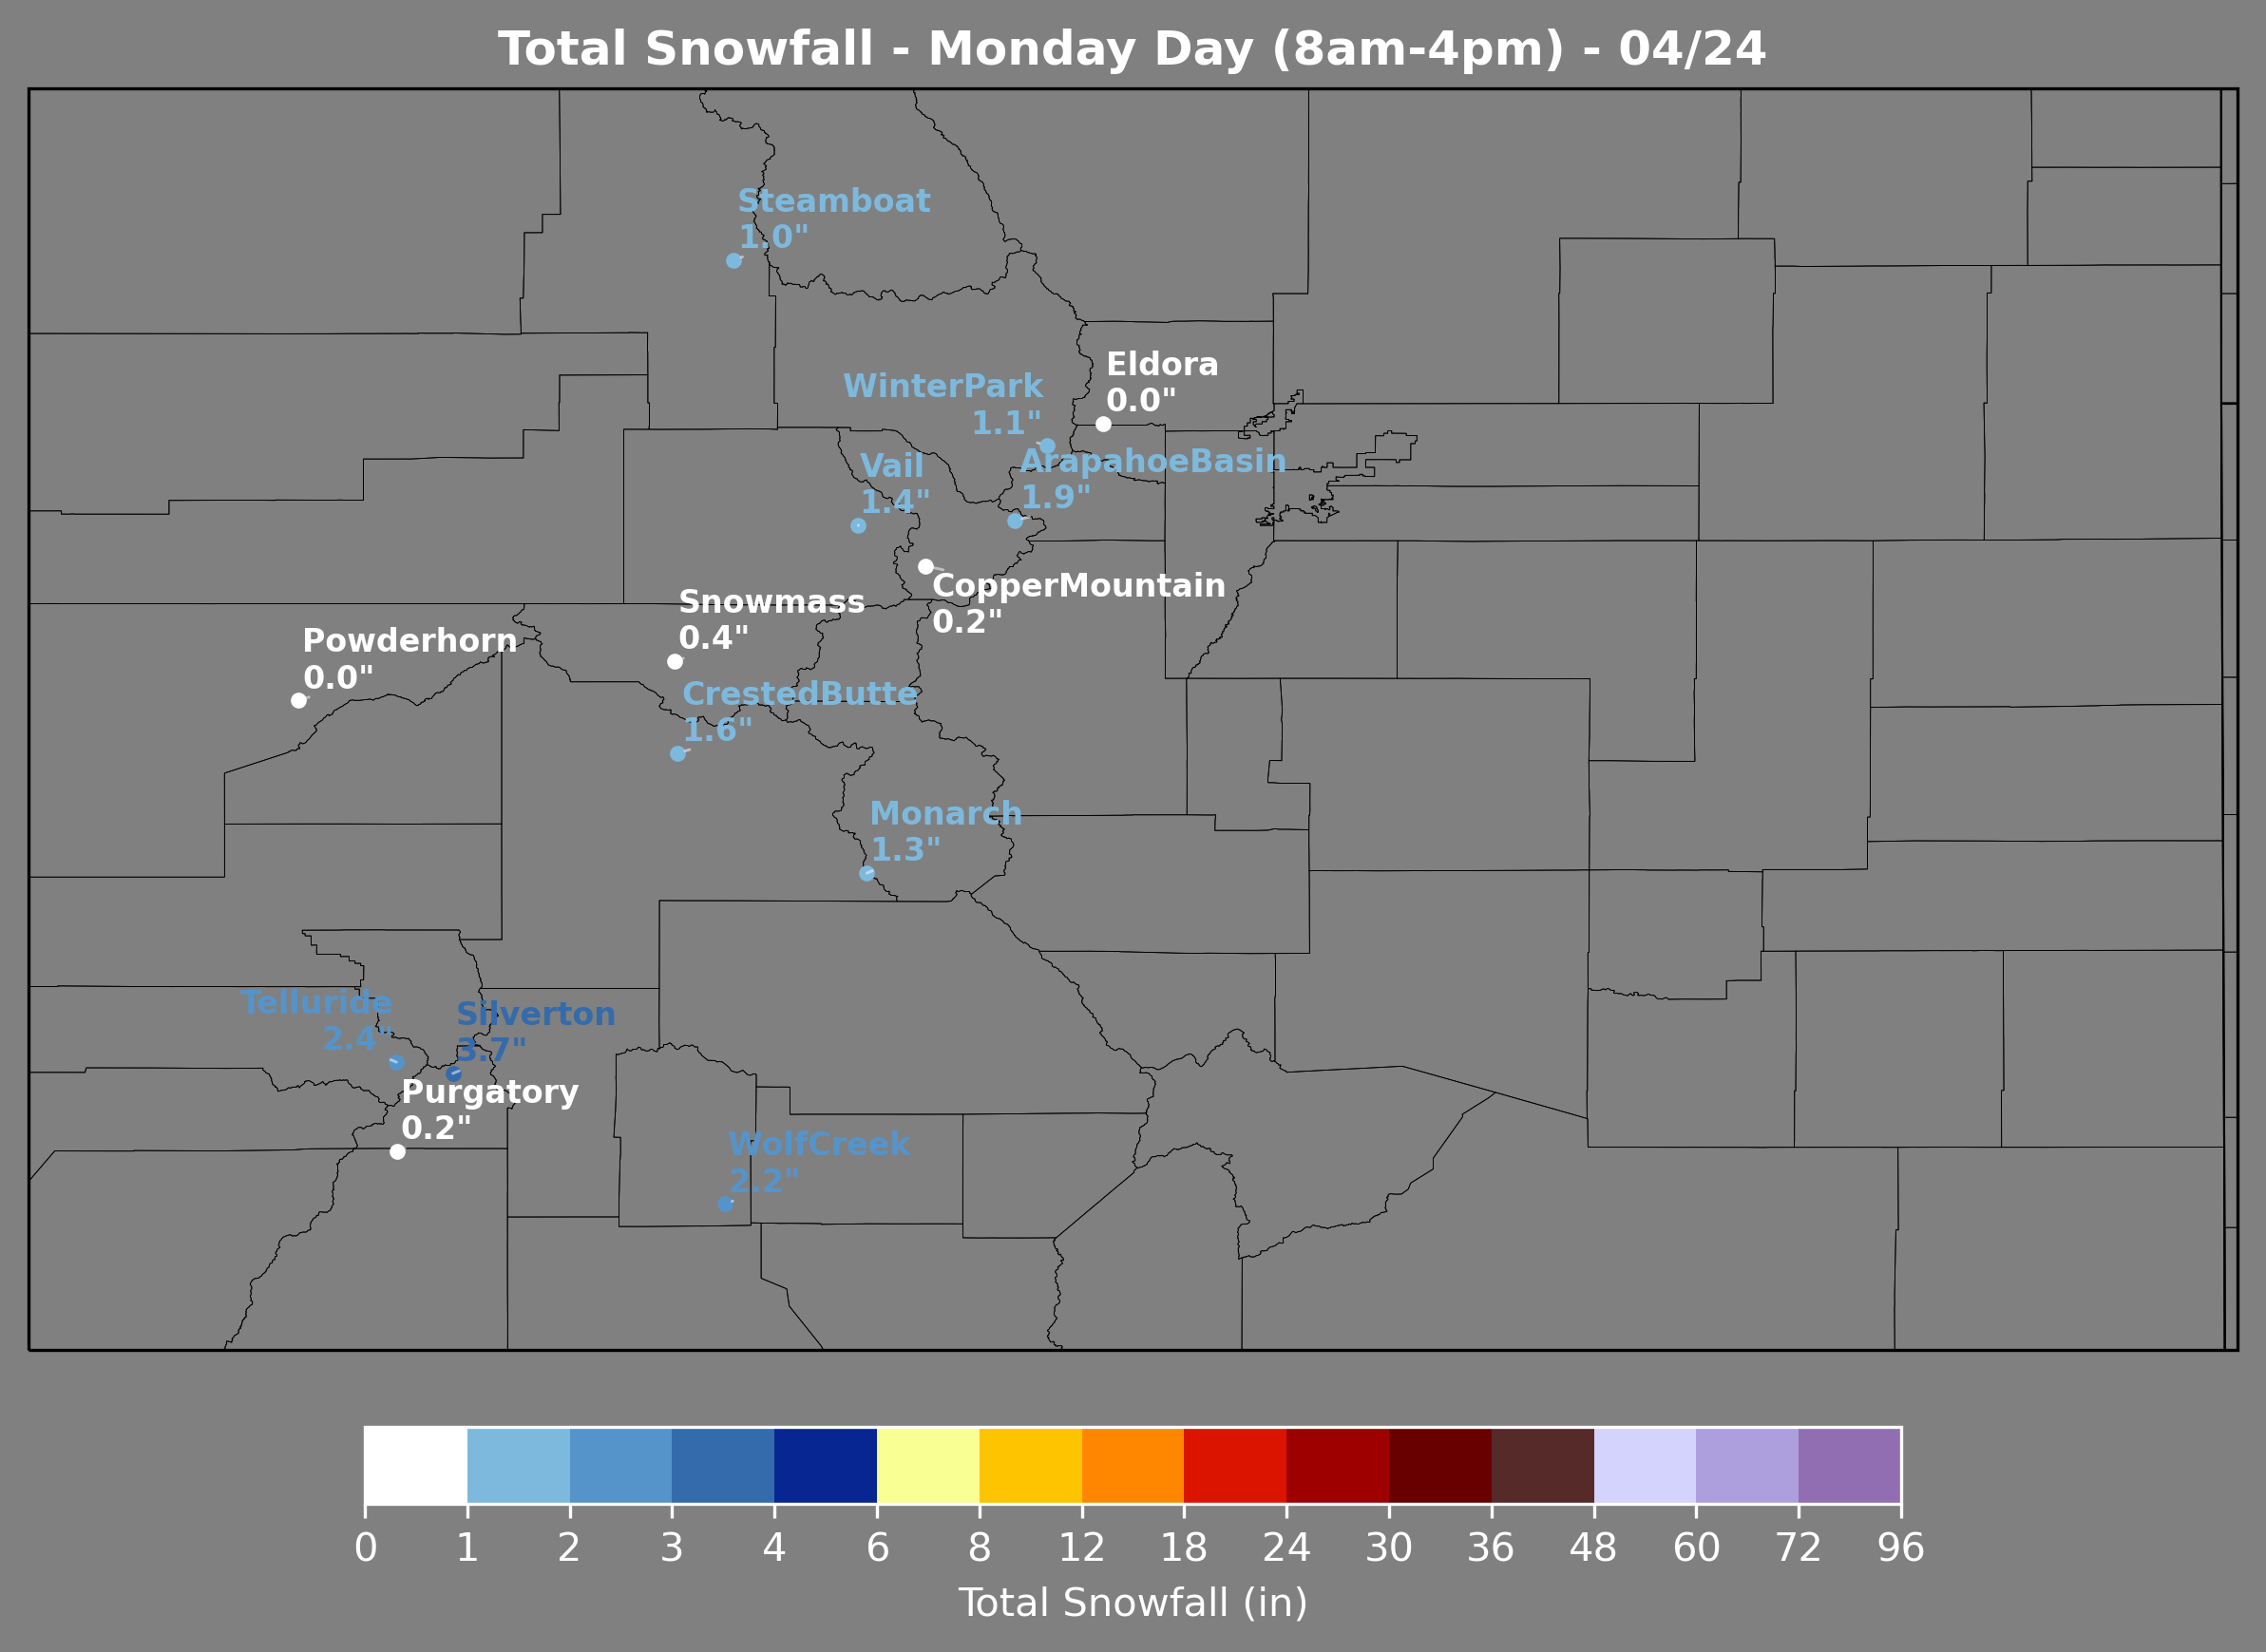 Total Snowfall - Monday Day (8am-4pm) - 04/24
Steamboat
1.0"
Eldora
0.0"
WinterPark
1.1"
ArapahoeBasin
1.9"
Vail
1.4"
CopperMountain
0.2"
Snowmass
0.4"
Powderhorn
0.0"
CrestedButte
1.6"
Monarch
1.3"
Telluride
2.4"
Silverton
3.7"
Purgatory
0.2"
WolfCreek
2.2"
0 1 2 3 4 6 8 12 18 24 30 36 48 60 72 96
Total Snowfall (in)